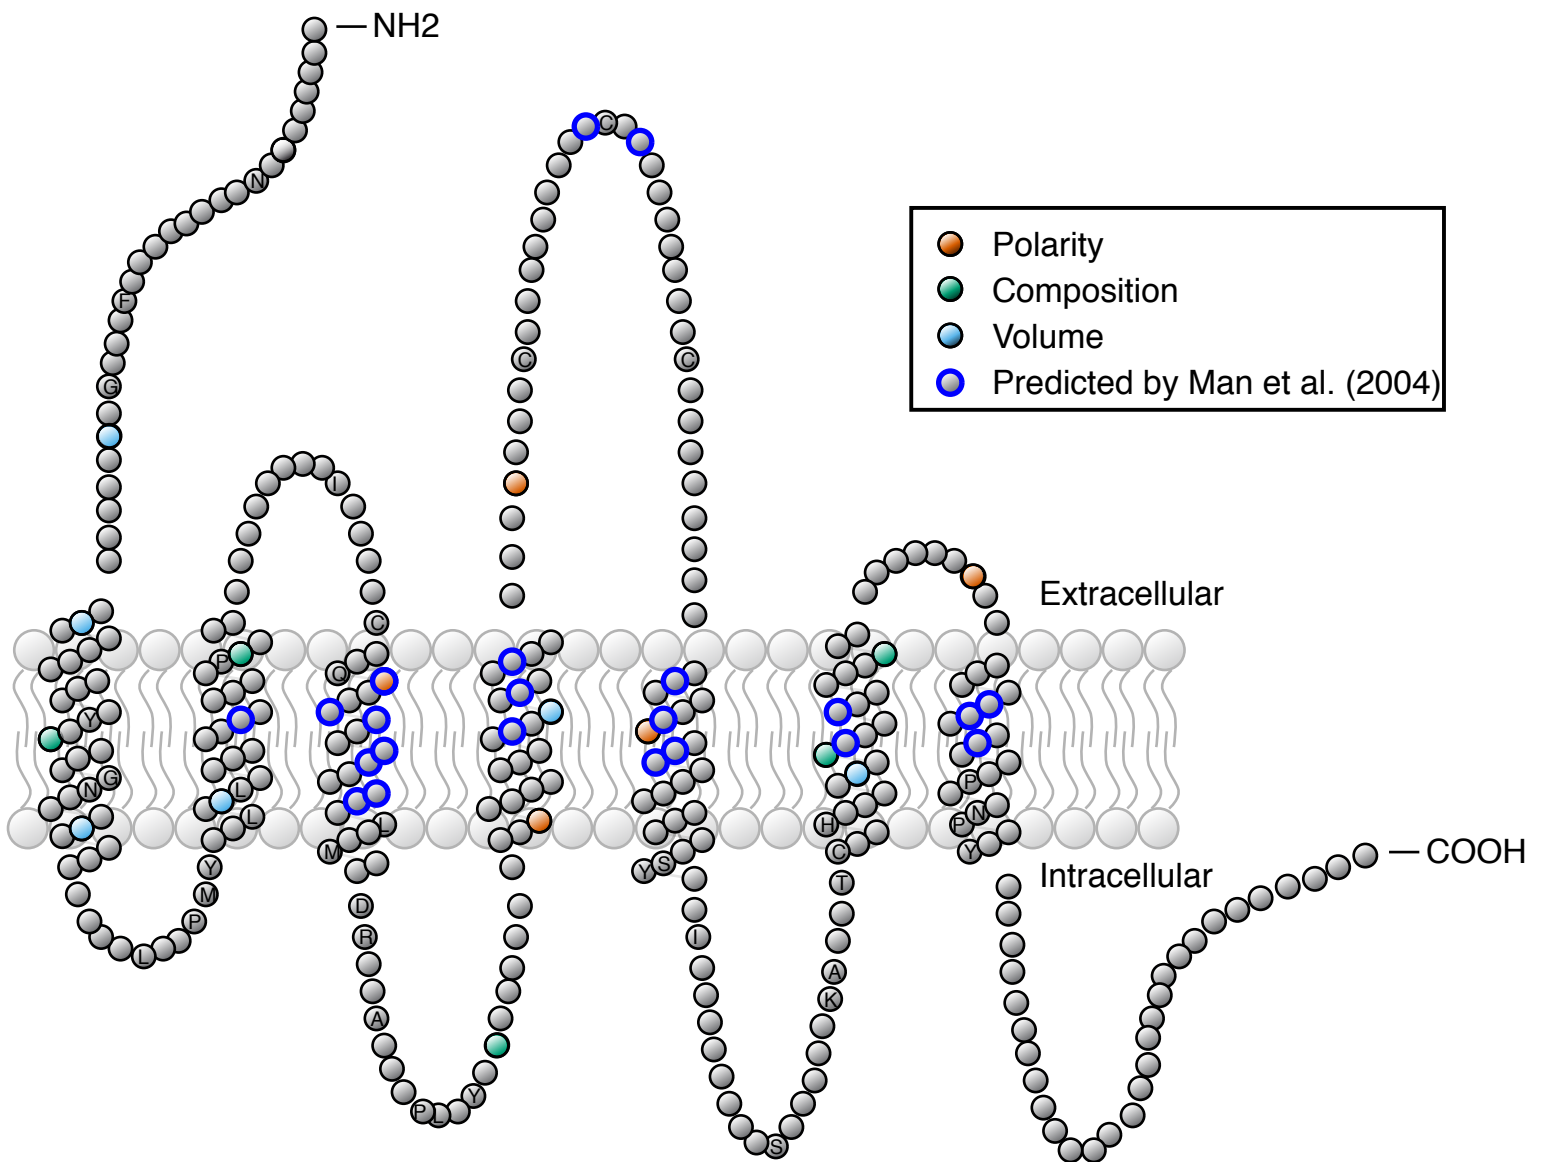 NH2
N
F
G
C
C
C
I
C
Polarity
Composition
Volume
Predicted by Man et al. (2004)
Extracellular
P
Q
Y
G
N
L
L
P
H
P
N
L
M
C
Y
S
Y
COOH
Intracellular
Y
M
P
L
D
R
A
P
L
Y
I
S
T
A
K